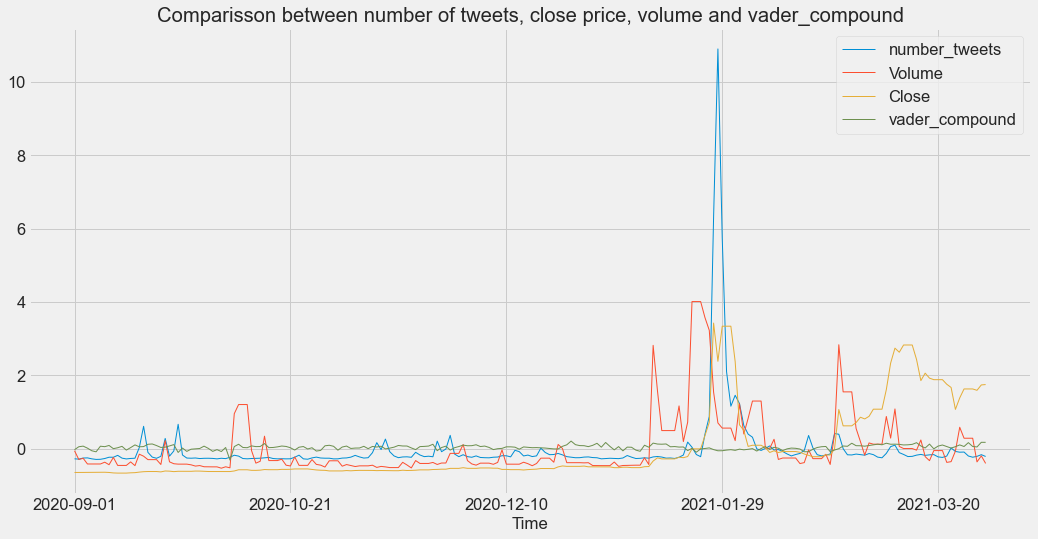 Comparisson between number of tweets, close price, volume and vader_compound
number_tweets
Volume
Close
vader_compound
10
8
6
4
2
0
2020-09-01 2020-10-21 2020-12-10 2021-01-29 2021-03-20
Time